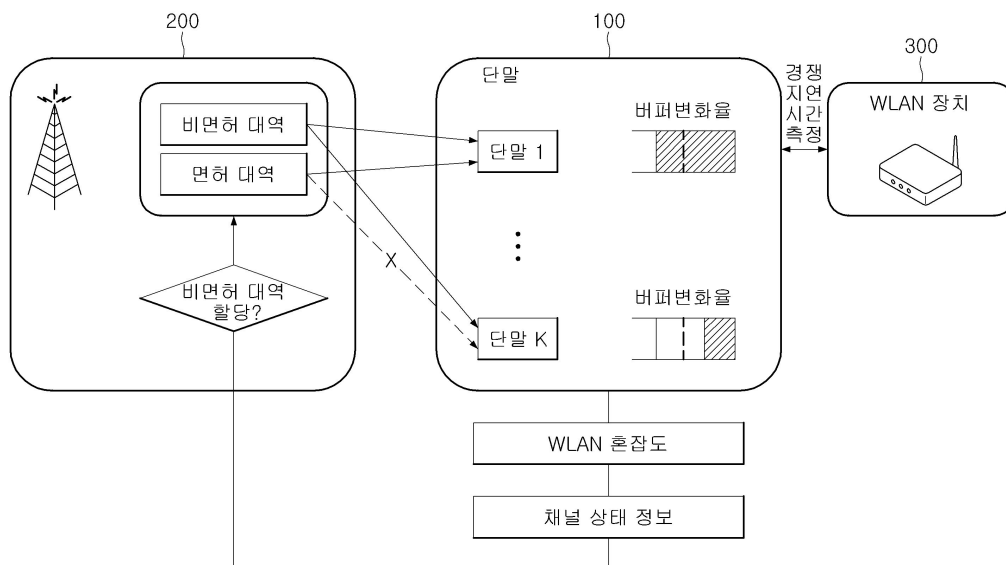 200
100
300
단말
경쟁
지연
시간
측정
WLAN 장치
비면허 대역
면허 대역
단말 1
버퍼변화율
X
비면허 대역
할당?
버퍼변화율
단말 K
WLAN 혼잡도
채널 상태 정보